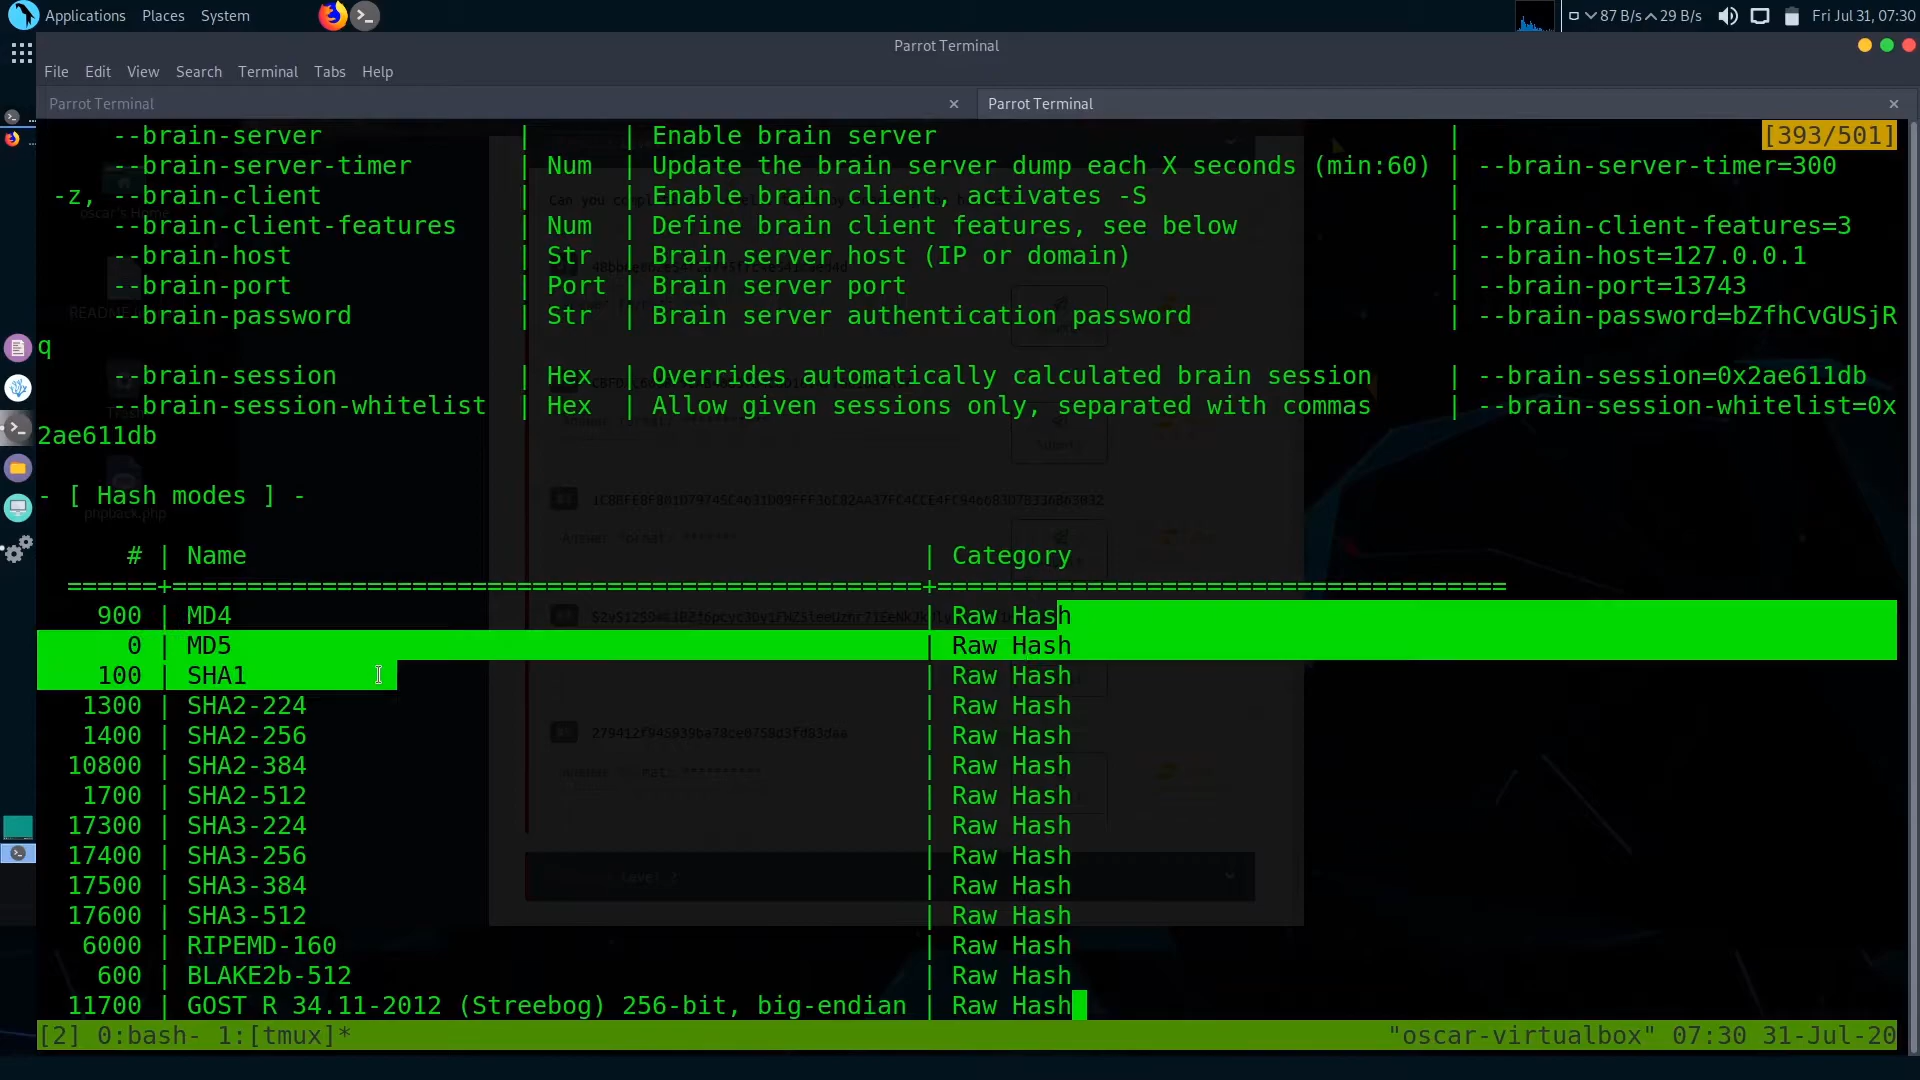 Applications Places System 87 B/s 29 B/s Fri Jul 31, 07:30
Parrot Terminal
File Edit View Search Terminal Tabs Help
Parrot Terminal × Parrot Terminal ×
--brain-server | | Enable brain server | [393/501]
--brain-server-timer | Num | Update the brain server dump each X seconds (min:60) | --brain-server-timer=300
-z, --brain-client | | Enable brain client, activates -S |
--brain-client-features | Num | Define brain client features, see below | --brain-client-features=3
--brain-host | Str | Brain server host (IP or domain) | --brain-host=127.0.0.1
--brain-port | Port | Brain server port | --brain-port=13743
--brain-password | Str | Brain server authentication password | --brain-password=bZfhCvGUSjR
q
--brain-session | Hex | Overrides automatically calculated brain session | --brain-session=0x2ae611db
--brain-session-whitelist | Hex | Allow given sessions only, separated with commas | --brain-session-whitelist=0x
2ae611db
- [ Hash modes ] -
phpback.php
# | Name | Category
======+==================================================+======================================
900 | MD4 | Raw Hash
0 | MD5 | Raw Hash
100 | SHA1 | Raw Hash
1300 | SHA2-224 | Raw Hash
1400 | SHA2-256 | Raw Hash
279412f945939ba78ce0758d3fd83daa
10800 | SHA2-384 | Raw Hash
1700 | SHA2-512 | Raw Hash
17300 | SHA3-224 | Raw Hash
17400 | SHA3-256 | Raw Hash
17500 | SHA3-384 | Raw Hash
Level 2
17600 | SHA3-512 | Raw Hash
6000 | RIPEMD-160 | Raw Hash
600 | BLAKE2b-512 | Raw Hash
11700 | GOST R 34.11-2012 (Streebog) 256-bit, big-endian | Raw Hash
[2] 0:bash- 1:[tmux]* "oscar-virtualbox" 07:30 31-Jul-20